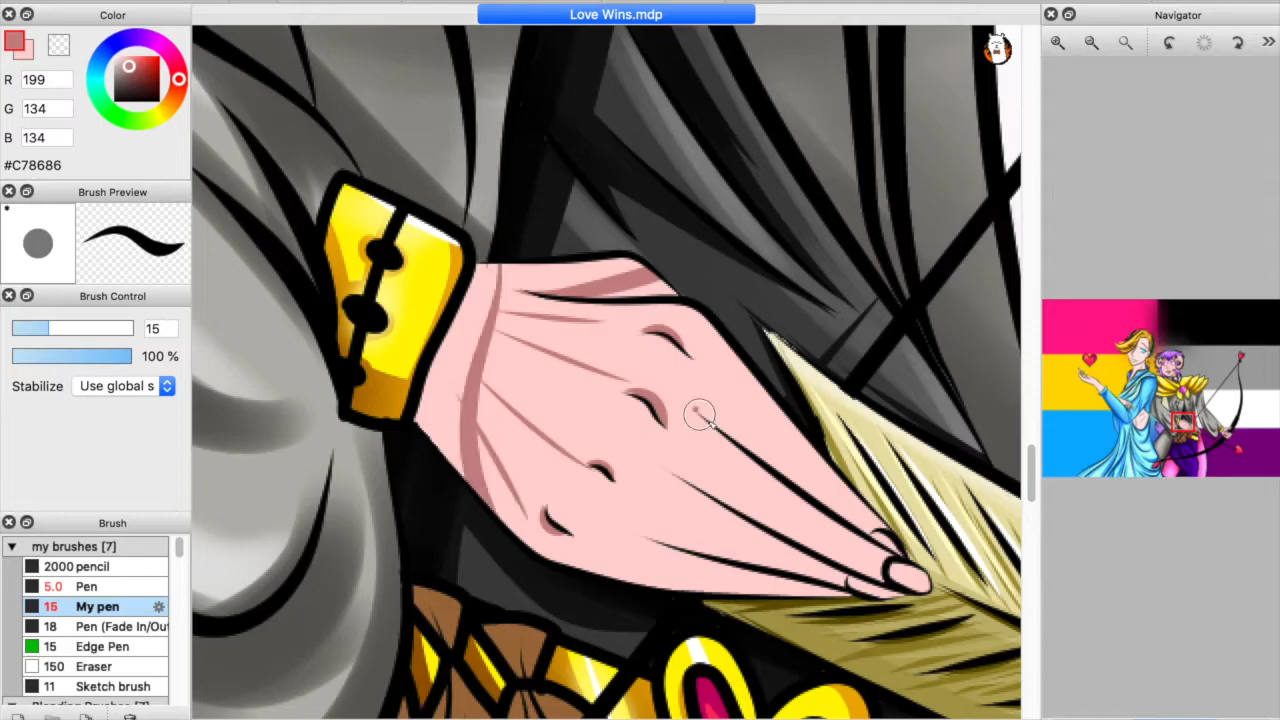 Love Wins.mdp
Color
R 199
G 134
B 134
#C78686
Brush Preview
Brush Control
15
100 %
Stabilize Use global s
Brush
my brushes [7]
2000 pencil
5.0 Pen
15 My pen
18 Pen (Fade In/Out
15 Edge Pen
150 Eraser
11 Sketch brush
Navigator